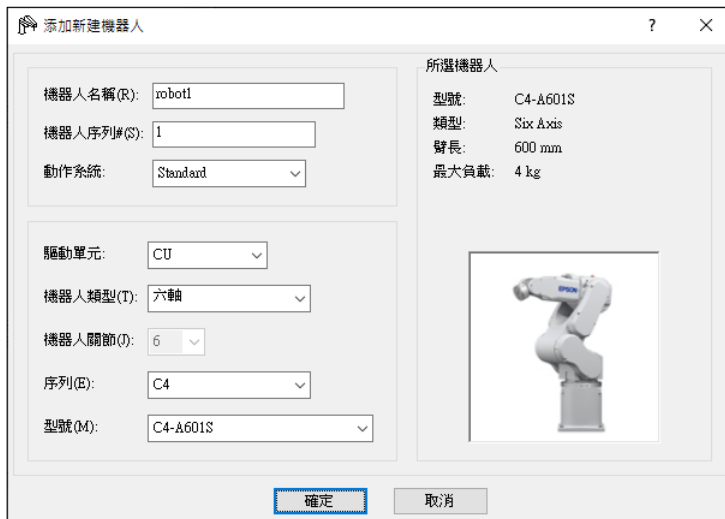 添加新建機器人
?
機器人名稱(R): robot1
機器人序列#(S): 1
動作系統: Standard
驅動單元: CU
機器人類型(T): 六軸
機器人關節(J): 6
序列(E): C4
型號(M): C4-A601S
所選機器人
型號: C4-A601S
類型: Six Axis
臂長: 600 mm
最大負載: 4 kg
EPSON
確定
取消